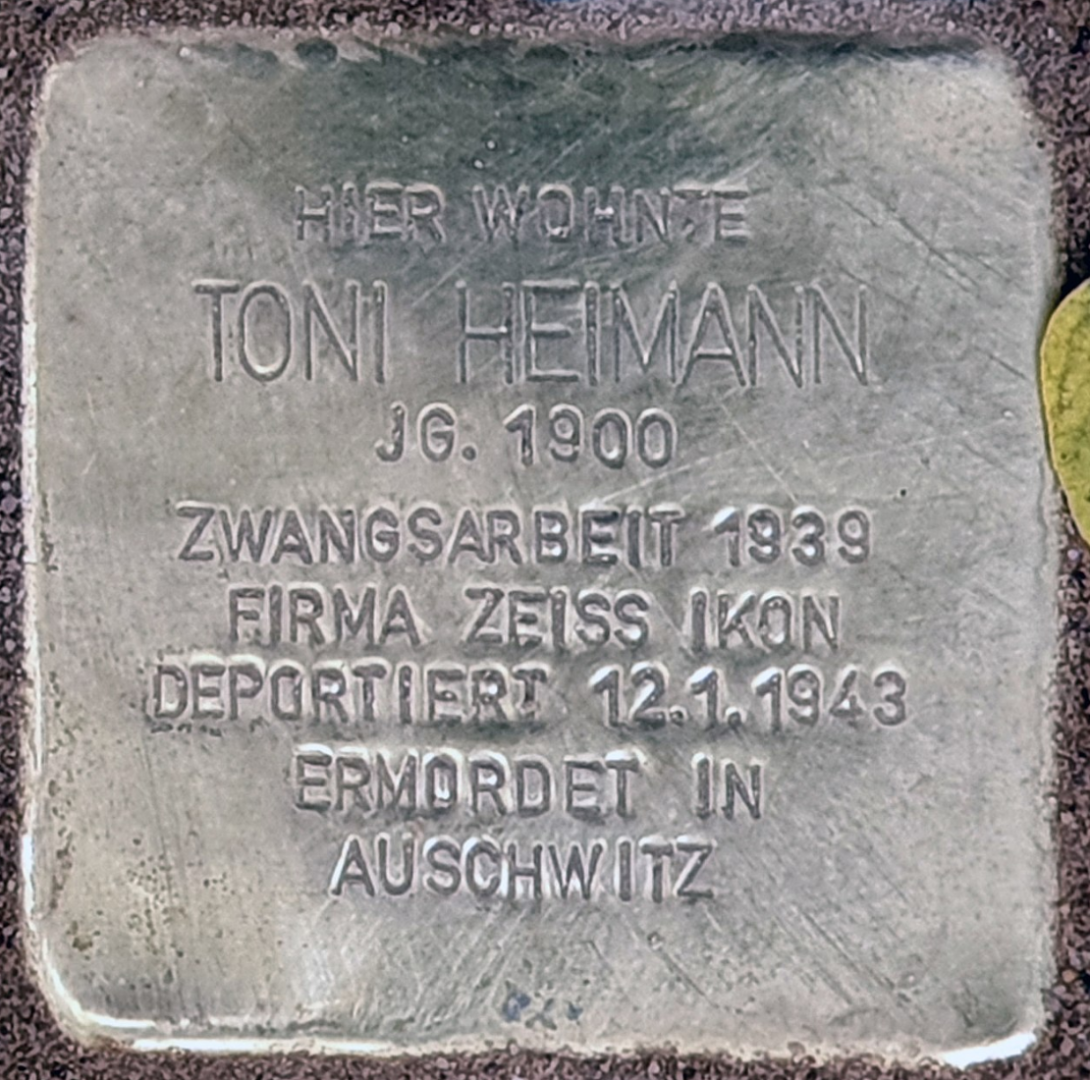 HIER WOHNTE
TONI HEIMANN
JG. 1900
ZWANGSARBEIT 1939
FIRMA ZEISS IKON
DEPORTIERT 12.1.1943
ERMORDET IN
AUSCHWITZ